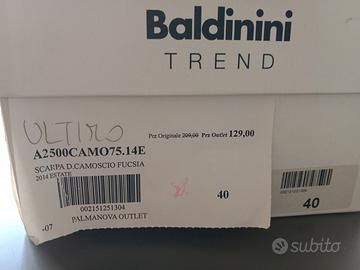 Baldinini
TREND
ULTIMO
Prz Originale 209,00 Prz Outlet 129,00
A2500CAMO75.14E
SCARPA D.CAMOSCIO FUCSIA
2014 ESTATE
40
002151251304
-07 PALMANOVA OUTLET
40
subito